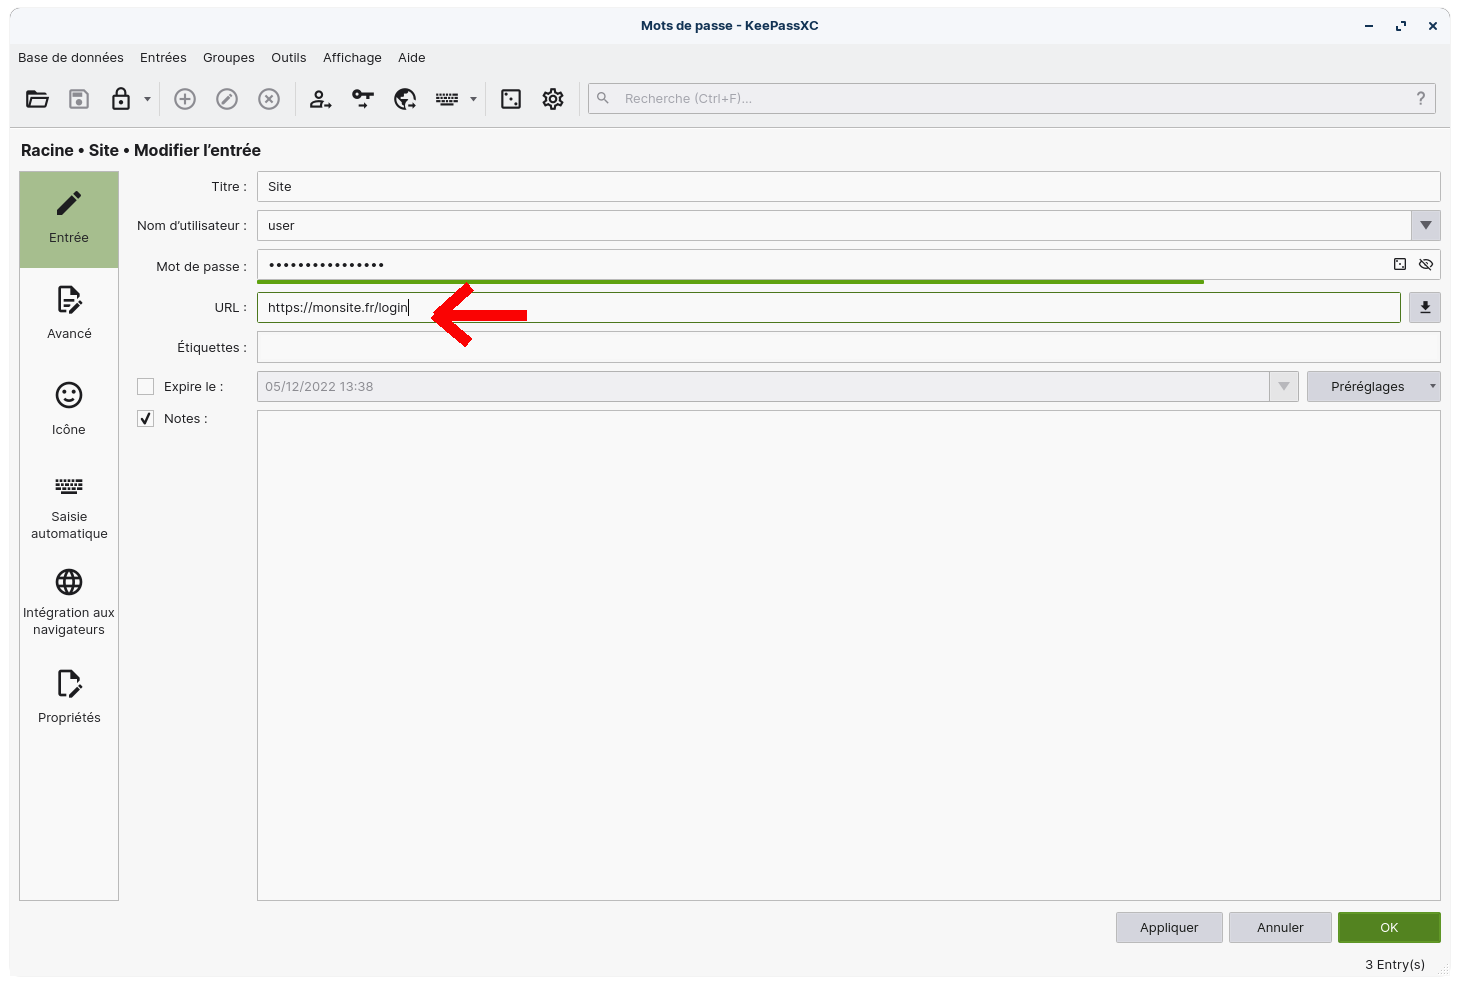 Mots de passe - KeePassXC
Base de données Entrées Groupes Outils Affichage Aide
Recherche (Ctrl+F)... ?
Racine • Site • Modifier l’entrée
Entrée
Avancé
Icône
Saisie
automatique
Intégration aux
navigateurs
Propriétés
Titre : Site
Nom d’utilisateur : user
Mot de passe : ••••••••••••••••
URL : https://monsite.fr/login
Étiquettes :
Expire le : 05/12/2022 13:38 Préréglages
Notes :
Appliquer Annuler OK
3 Entry(s)